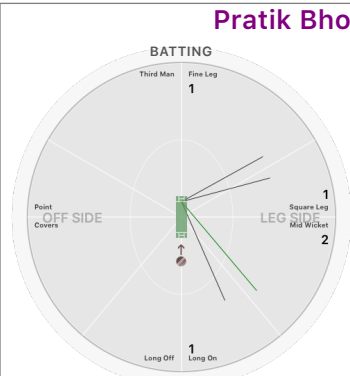 Pratik Bho
BATTING
Third Man
Fine Leg
1
1
Point
Square Leg
OFF SIDE
LEG SIDE
Covers
Mid Wicket
2
1
Long Off
Long On